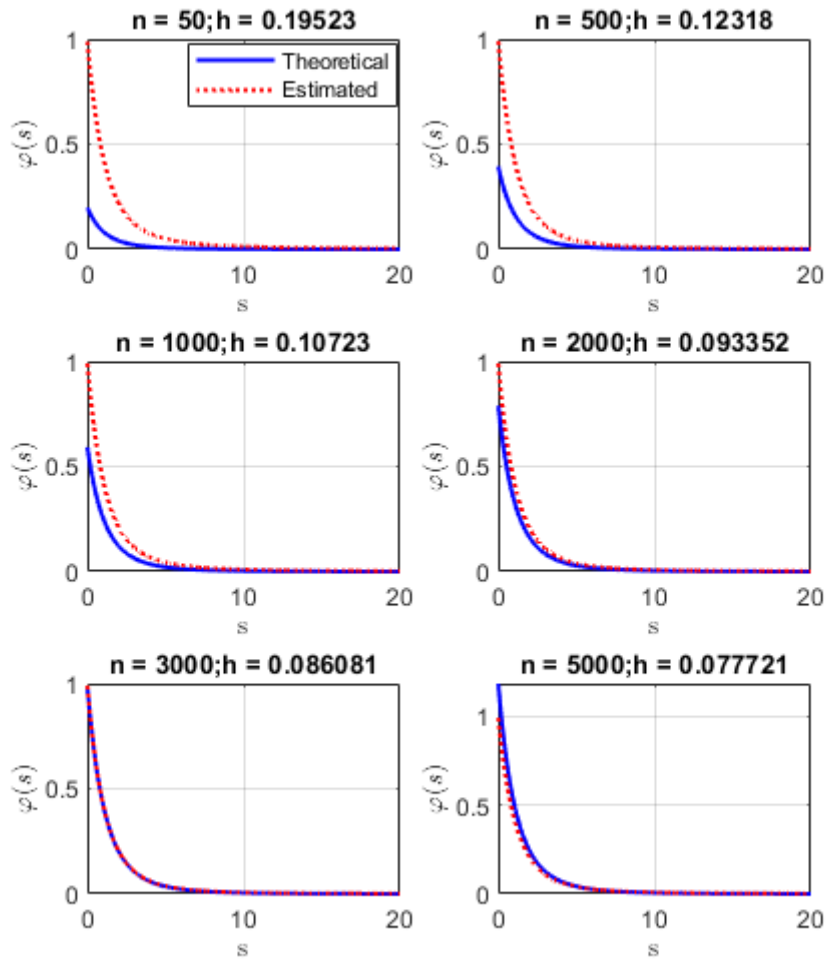 n = 50;h = 0.19523
1
0.5
0
φ(s)
Theoretical
Estimated
0 10 20
s
n = 500;h = 0.12318
1
0.5
0
φ(s)
0 10 20
s
n = 1000;h = 0.10723
1
0.5
0
φ(s)
0 10 20
s
n = 2000;h = 0.093352
1
0.5
0
φ(s)
0 10 20
s
n = 3000;h = 0.086081
1
0.5
0
φ(s)
0 10 20
s
n = 5000;h = 0.077721
1
0.5
0
φ(s)
0 10 20
s